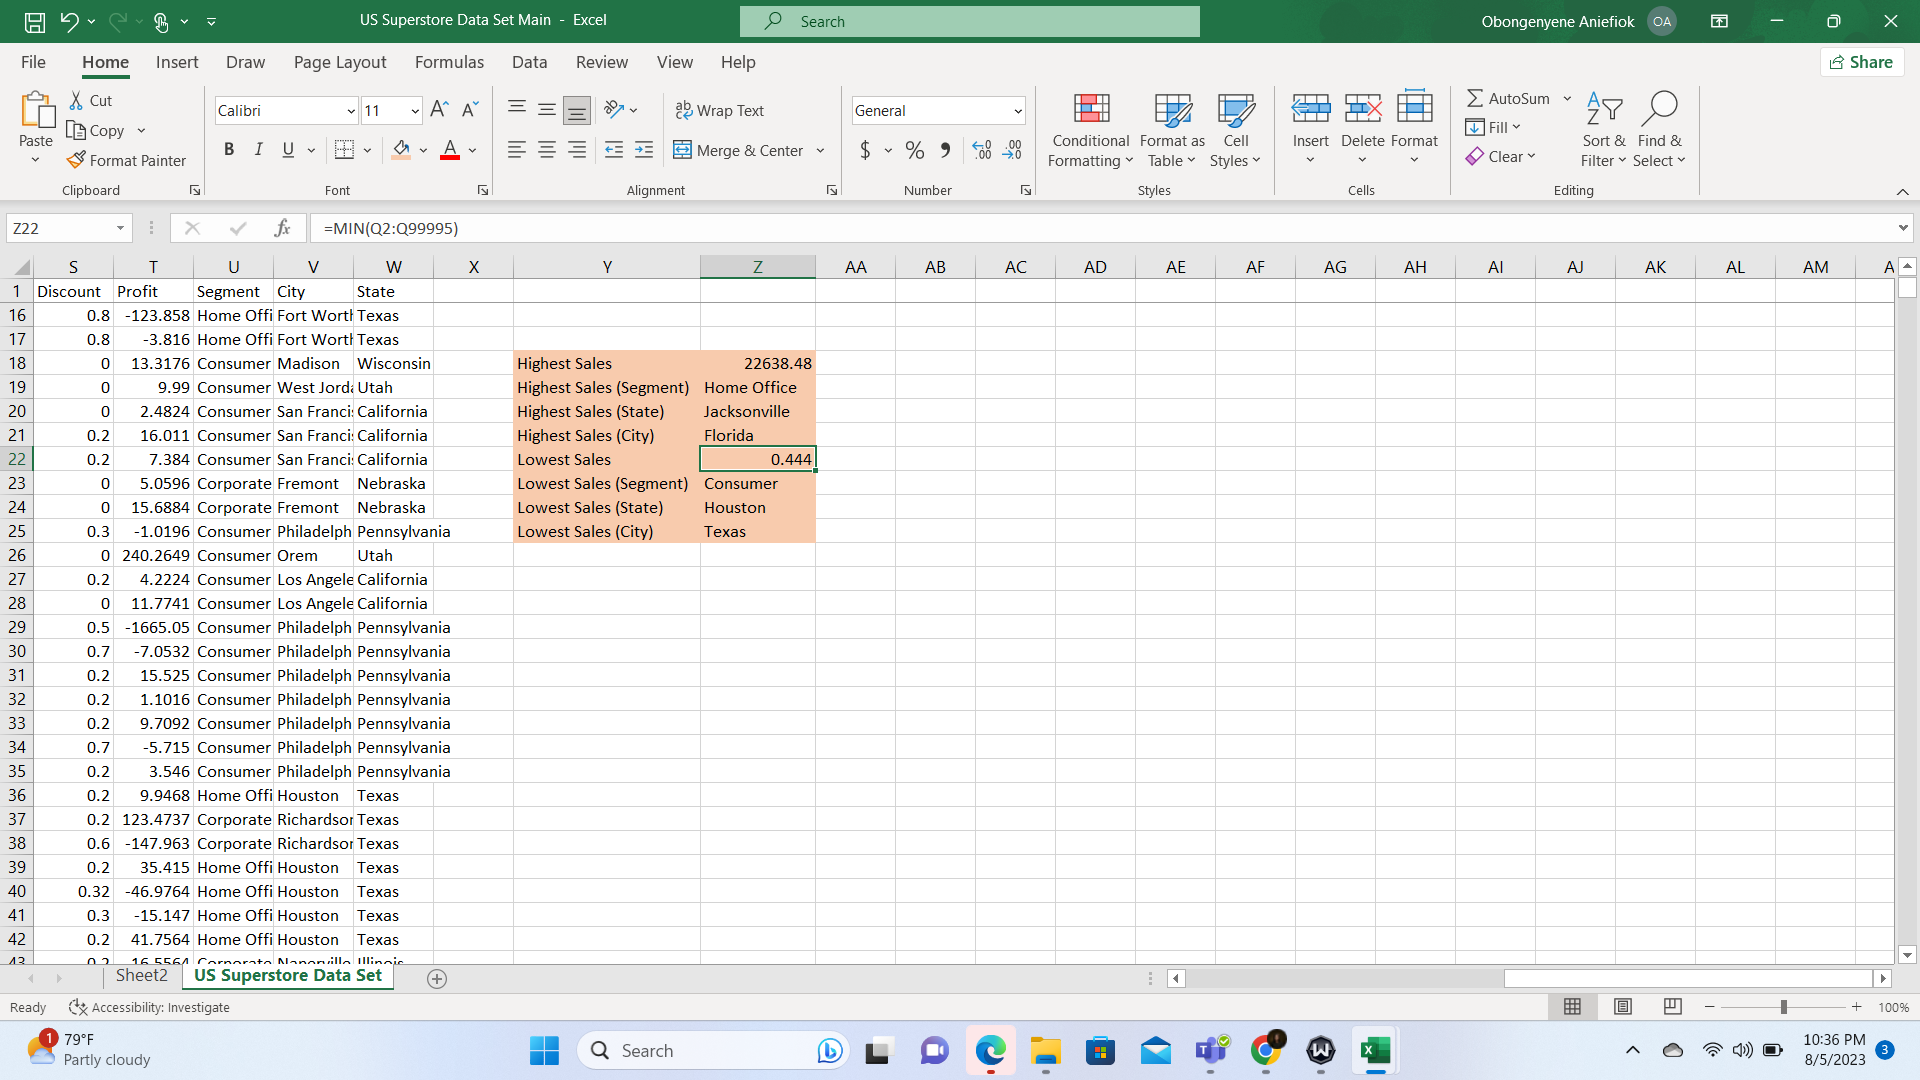 US Superstore Data Set Main - Excel
Search
Obongenyene Aniefiok OA
File Home Insert Draw Page Layout Formulas Data Review View Help
Share
Paste
Cut
Copy
Format Painter
Clipboard
Calibri 11
B I U
Font
Wrap Text
Merge & Center
Alignment
General
$ % ,
Number
Conditional Formatting
Format as Table
Cell Styles
Styles
Insert Delete Format
Cells
AutoSum
Fill
Clear
Sort & Filter
Find & Select
Editing
Z22 fx =MIN(Q2:Q99995)
S T U V W X Y Z AA AB AC AD AE AF AG AH AI AJ AK AL AM A
1 Discount Profit Segment City State
16 0.8 -123.858 Home Offi Fort Wort Texas
17 0.8 -3.816 Home Offi Fort Wort Texas
18 0 13.3176 Consumer Madison Wisconsin Highest Sales 22638.48
19 0 9.99 Consumer West Jord Utah Highest Sales (Segment) Home Office
20 0 2.4824 Consumer San Franci California Highest Sales (State) Jacksonville
21 0.2 16.011 Consumer San Franci California Highest Sales (City) Florida
22 0.2 7.384 Consumer San Franci California Lowest Sales 0.444
23 0 5.0596 Corporate Fremont Nebraska Lowest Sales (Segment) Consumer
24 0 15.6884 Corporate Fremont Nebraska Lowest Sales (State) Houston
25 0.3 -1.0196 Consumer Philadelph Pennsylvania Lowest Sales (City) Texas
26 0 240.2649 Consumer Orem Utah
27 0.2 4.2224 Consumer Los Angele California
28 0 11.7741 Consumer Los Angele California
29 0.5 -1665.05 Consumer Philadelph Pennsylvania
30 0.7 -7.0532 Consumer Philadelph Pennsylvania
31 0.2 15.525 Consumer Philadelph Pennsylvania
32 0.2 1.1016 Consumer Philadelph Pennsylvania
33 0.2 9.7092 Consumer Philadelph Pennsylvania
34 0.7 -5.715 Consumer Philadelph Pennsylvania
35 0.2 3.546 Consumer Philadelph Pennsylvania
36 0.2 9.9468 Home Offi Houston Texas
37 0.2 123.4737 Corporate Richardsor Texas
38 0.6 -147.963 Corporate Richardsor Texas
39 0.2 35.415 Home Offi Houston Texas
40 0.32 -46.9764 Home Offi Houston Texas
41 0.3 -15.147 Home Offi Houston Texas
42 0.2 41.7564 Home Offi Houston Texas
43 0.2 16.5564 Corporate Naperville Illinois
Sheet2 US Superstore Data Set
Ready Accessibility: Investigate 100%
1 79°F
Partly cloudy
Search
10:36 PM
8/5/2023
3